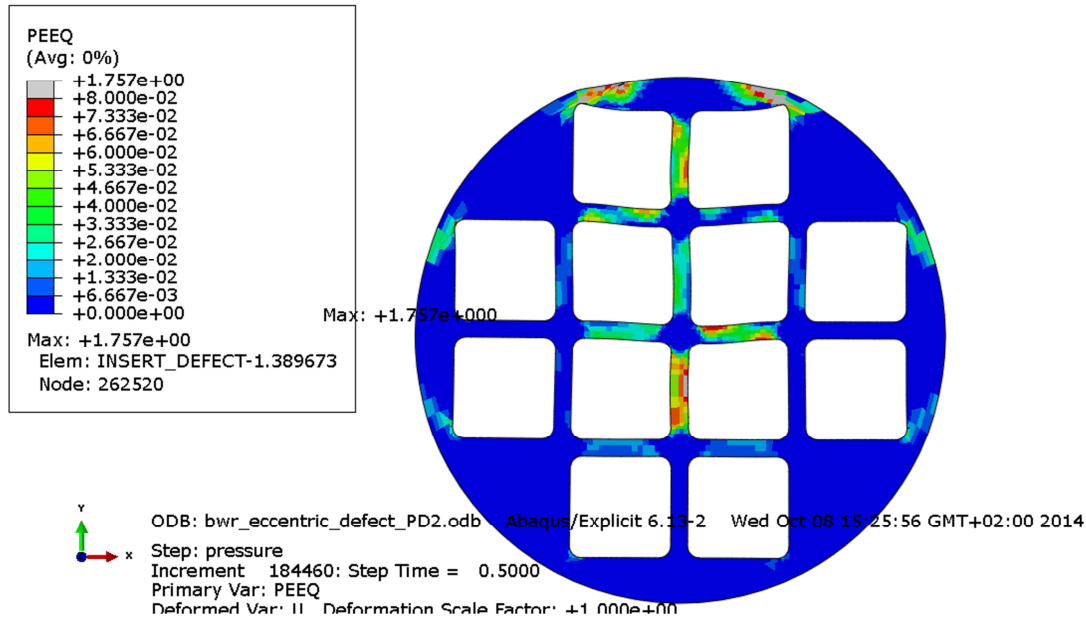 PEEQ
(Avg: 0%)
+1.757e+00
+8.000e-02
+7.333e-02
+6.667e-02
+6.000e-02
+5.333e-02
+4.667e-02
+4.000e-02
+3.333e-02
+2.667e-02
+2.000e-02
+1.333e-02
+6.667e-03
+0.000e+00
Max: +1.757e+00
Elem: INSERT_DEFECT-1.389673
Node: 262520
Max: +1.757e+000
Y
X
ODB: bwr_eccentric_defect_PD2.odb Abaqus/Explicit 6.13-2 Wed Oct 08 15:25:56 GMT+02:00 2014
Step: pressure
Increment 184460: Step Time = 0.5000
Primary Var: PEEQ
Deformed Var: U Deformation Scale Factor: +1.000e+00